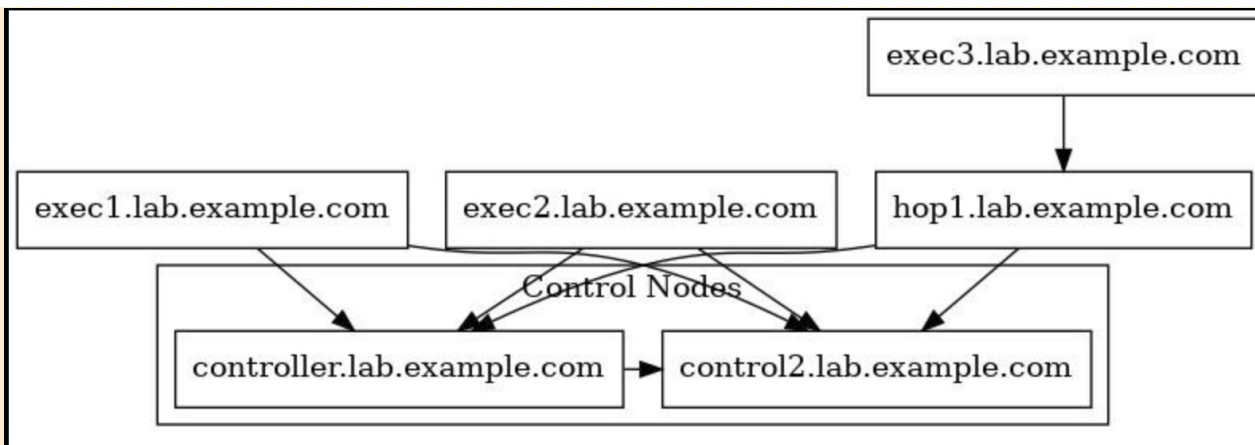 exec3.lab.example.com
exec1.lab.example.com
exec2.lab.example.com
hop1.lab.example.com
Control Nodes
controller.lab.example.com
control2.lab.example.com